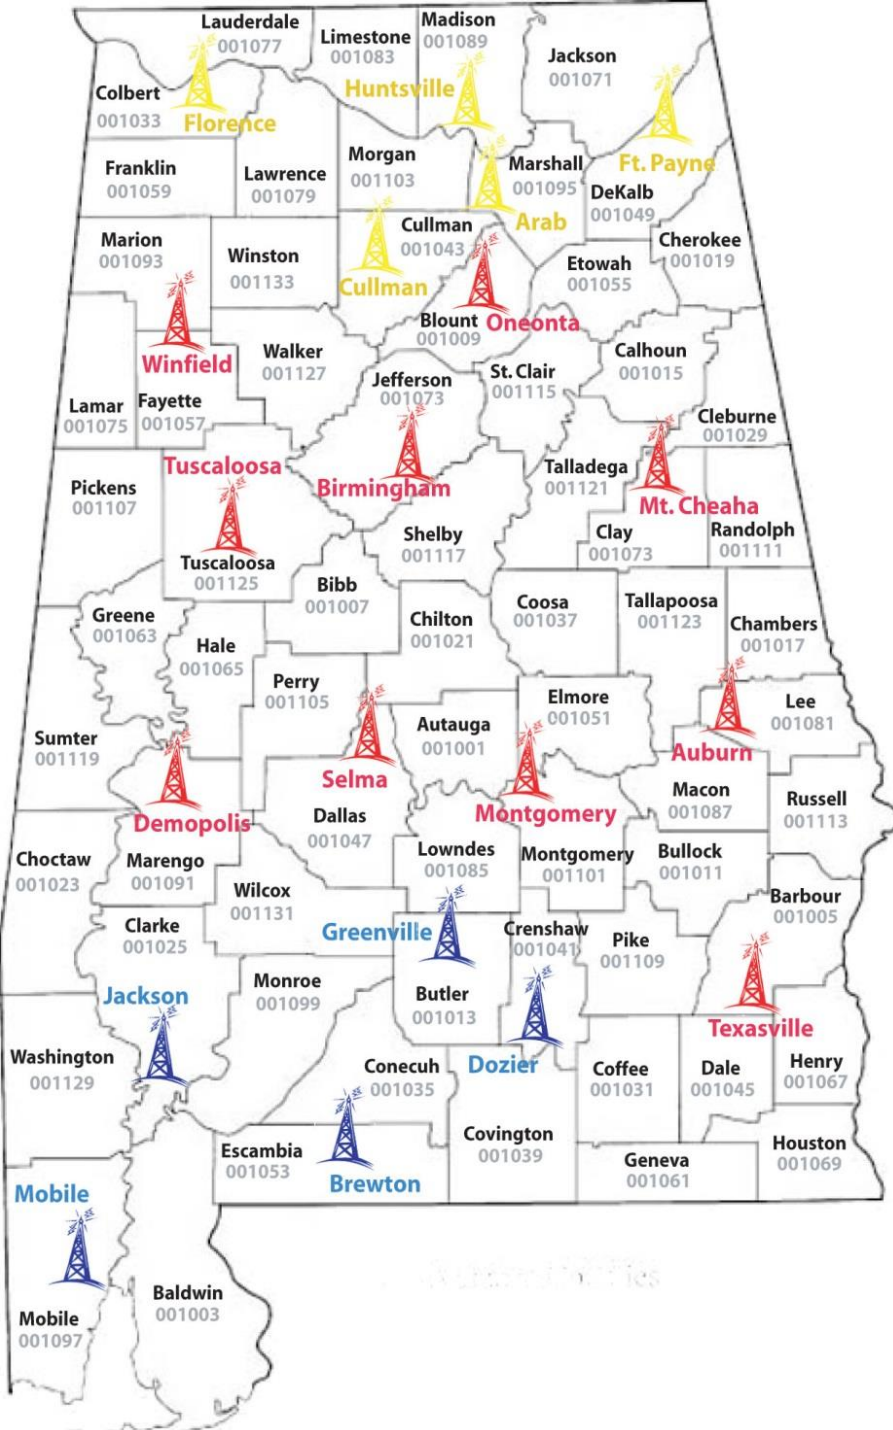 Lauderdale
001077
Limestone
001083
Madison
001089
Jackson
001071
Colbert
001033
Florence
Huntsville
Ft. Payne
Franklin
001059
Lawrence
001079
Morgan
001103
Marshall
001095
Arab
DeKalb
001049
Marion
001093
Winston
001133
Cullman
001043
Cullman
Etowah
001055
Cherokee
001019
Winfield
Blount
001009
Oneonta
Walker
001127
Jefferson
001073
St. Clair
001115
Calhoun
001015
Lamar
001075
Fayette
001057
Cleburne
001029
Tuscaloosa
Birmingham
Talladega
001121
Mt. Cheaha
Pickens
001107
Tuscaloosa
001125
Shelby
001117
Clay
001073
Randolph
001111
Bibb
001007
Greene
001063
Hale
001065
Chilton
001021
Coosa
001037
Tallapoosa
001123
Chambers
001017
Perry
001105
Elmore
001051
Lee
001081
Sumter
001119
Autauga
001001
Auburn
Selma
Demopolis
Dallas
001047
Montgomery
Macon
001087
Russell
001113
Choctaw
001023
Marengo
001091
Lowndes
001085
Montgomery
001101
Bullock
001011
Wilcox
001131
Barbour
001005
Clarke
001025
Greenville
Crenshaw
001041
Pike
001109
Jackson
Monroe
001099
Butler
001013
Texasville
Washington
001129
Conecuh
001035
Dozier
Coffee
001031
Dale
001045
Henry
001067
Escambia
001053
Brewton
Covington
001039
Geneva
001061
Houston
001069
Mobile
Mobile
001097
Baldwin
001003